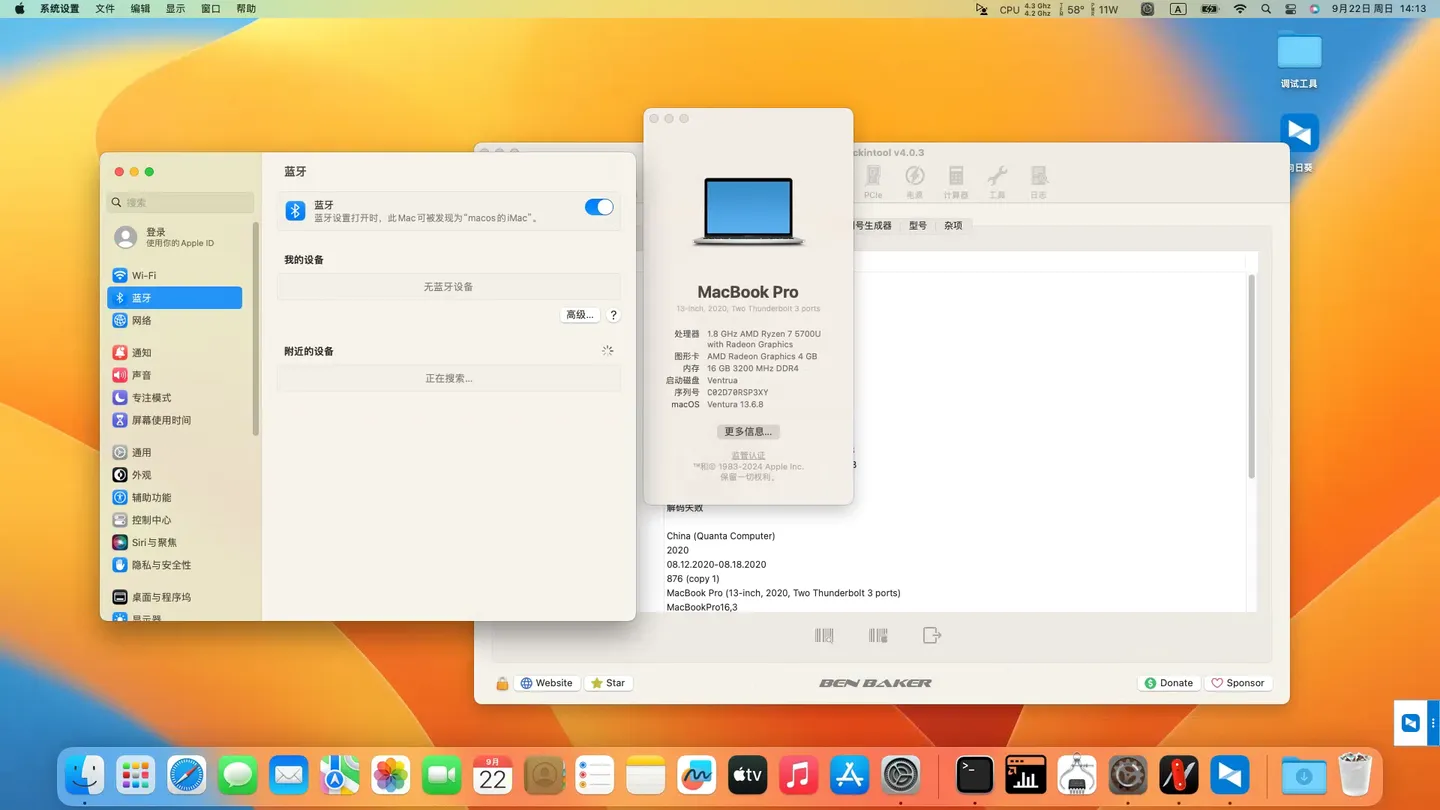 系统设置 文件 编辑 显示 窗口 帮助
CPU 4.3 Ghz 4.2 Ghz 58° 11W A 9月22日 周日 14:13
调试工具
向日葵
搜索
登录
使用你的 Apple ID
Wi-Fi
蓝牙
网络
通知
声音
专注模式
屏幕使用时间
通用
外观
辅助功能
控制中心
Siri与聚焦
隐私与安全性
桌面与程序坞
显示器
蓝牙
蓝牙
蓝牙设置打开时，此 Mac 可被发现为“macos的iMac”。
我的设备
无蓝牙设备
高级... ?
附近的设备
正在搜索...
MacBook Pro
13-inch, 2020, Two Thunderbolt 3 ports
处理器 1.8 GHz AMD Ryzen 7 5700U
with Radeon Graphics
图形卡 AMD Radeon Graphics 4 GB
内存 16 GB 3200 MHz DDR4
启动磁盘 Ventrua
序列号 C02D70RSP3XY
macOS Ventura 13.6.8
更多信息...
监管认证
™和© 1983-2024 Apple Inc.
保留一切权利。
ckintool v4.0.3
PCIe 电源 计算器 工具 日志
号生成器 型号 杂项
解码失败
China (Quanta Computer)
2020
08.12.2020-08.18.2020
876 (copy 1)
MacBook Pro (13-inch, 2020, Two Thunderbolt 3 ports)
MacBookPro16,3
Website Star BEN BAKER Donate Sponsor
9月
22
tv